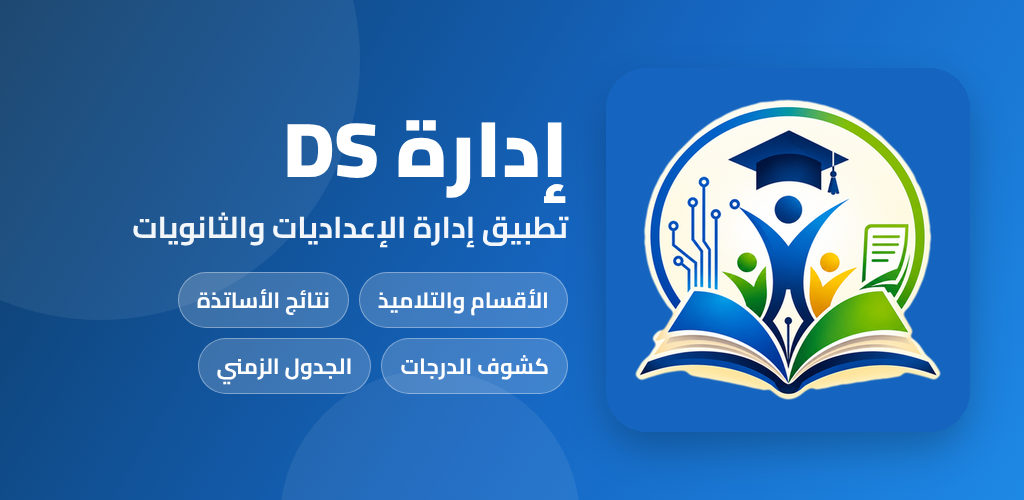 إدارة DS
تطبيق إدارة الإعداديات والثانويات
الأقسام والتلاميذ
نتائج الأساتذة
كشوف الدرجات
الجدول الزمني